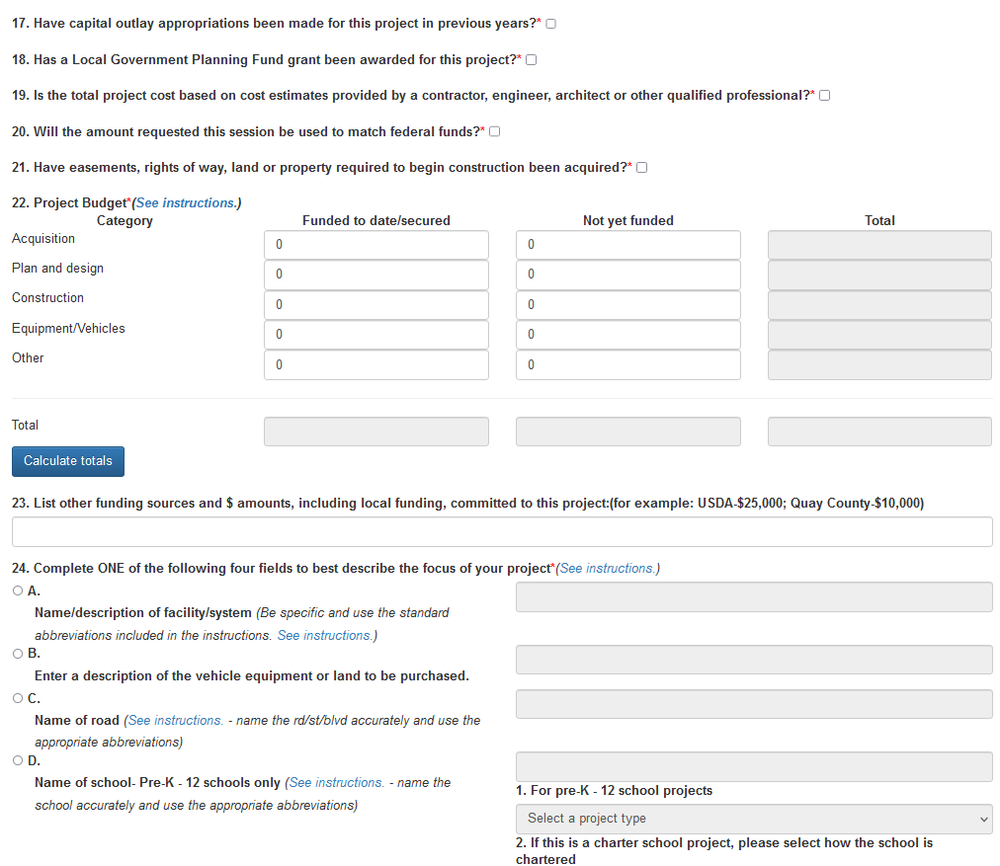 17. Have capital outlay appropriations been made for this project in previous years?*
18. Has a Local Government Planning Fund grant been awarded for this project?*
19. Is the total project cost based on cost estimates provided by a contractor, engineer, architect or other qualified professional?*
20. Will the amount requested this session be used to match federal funds?*
21. Have easements, rights of way, land or property required to begin construction been acquired?*
22. Project Budget*(See instructions.)
Category Funded to date/secured Not yet funded Total
Acquisition 0 0
Plan and design 0 0
Construction 0 0
Equipment/Vehicles 0 0
Other 0 0
Total
Calculate totals
23. List other funding sources and $ amounts, including local funding, committed to this project:(for example: USDA-$25,000; Quay County-$10,000)
24. Complete ONE of the following four fields to best describe the focus of your project*(See instructions.)
A.
Name/description of facility/system (Be specific and use the standard
abbreviations included in the instructions. See instructions.)
B.
Enter a description of the vehicle equipment or land to be purchased.
C.
Name of road (See instructions. - name the rd/st/blvd accurately and use the
appropriate abbreviations)
D.
Name of school- Pre-K - 12 schools only (See instructions. - name the
school accurately and use the appropriate abbreviations)
1. For pre-K - 12 school projects
Select a project type
2. If this is a charter school project, please select how the school is
chartered